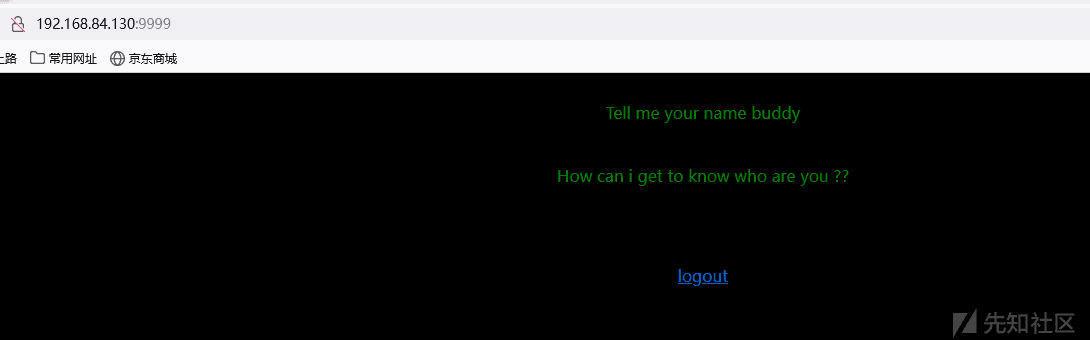 192.168.84.130:9999
上路 常用网址 京东商城
Tell me your name buddy
How can i get to know who are you ??
logout
先知社区